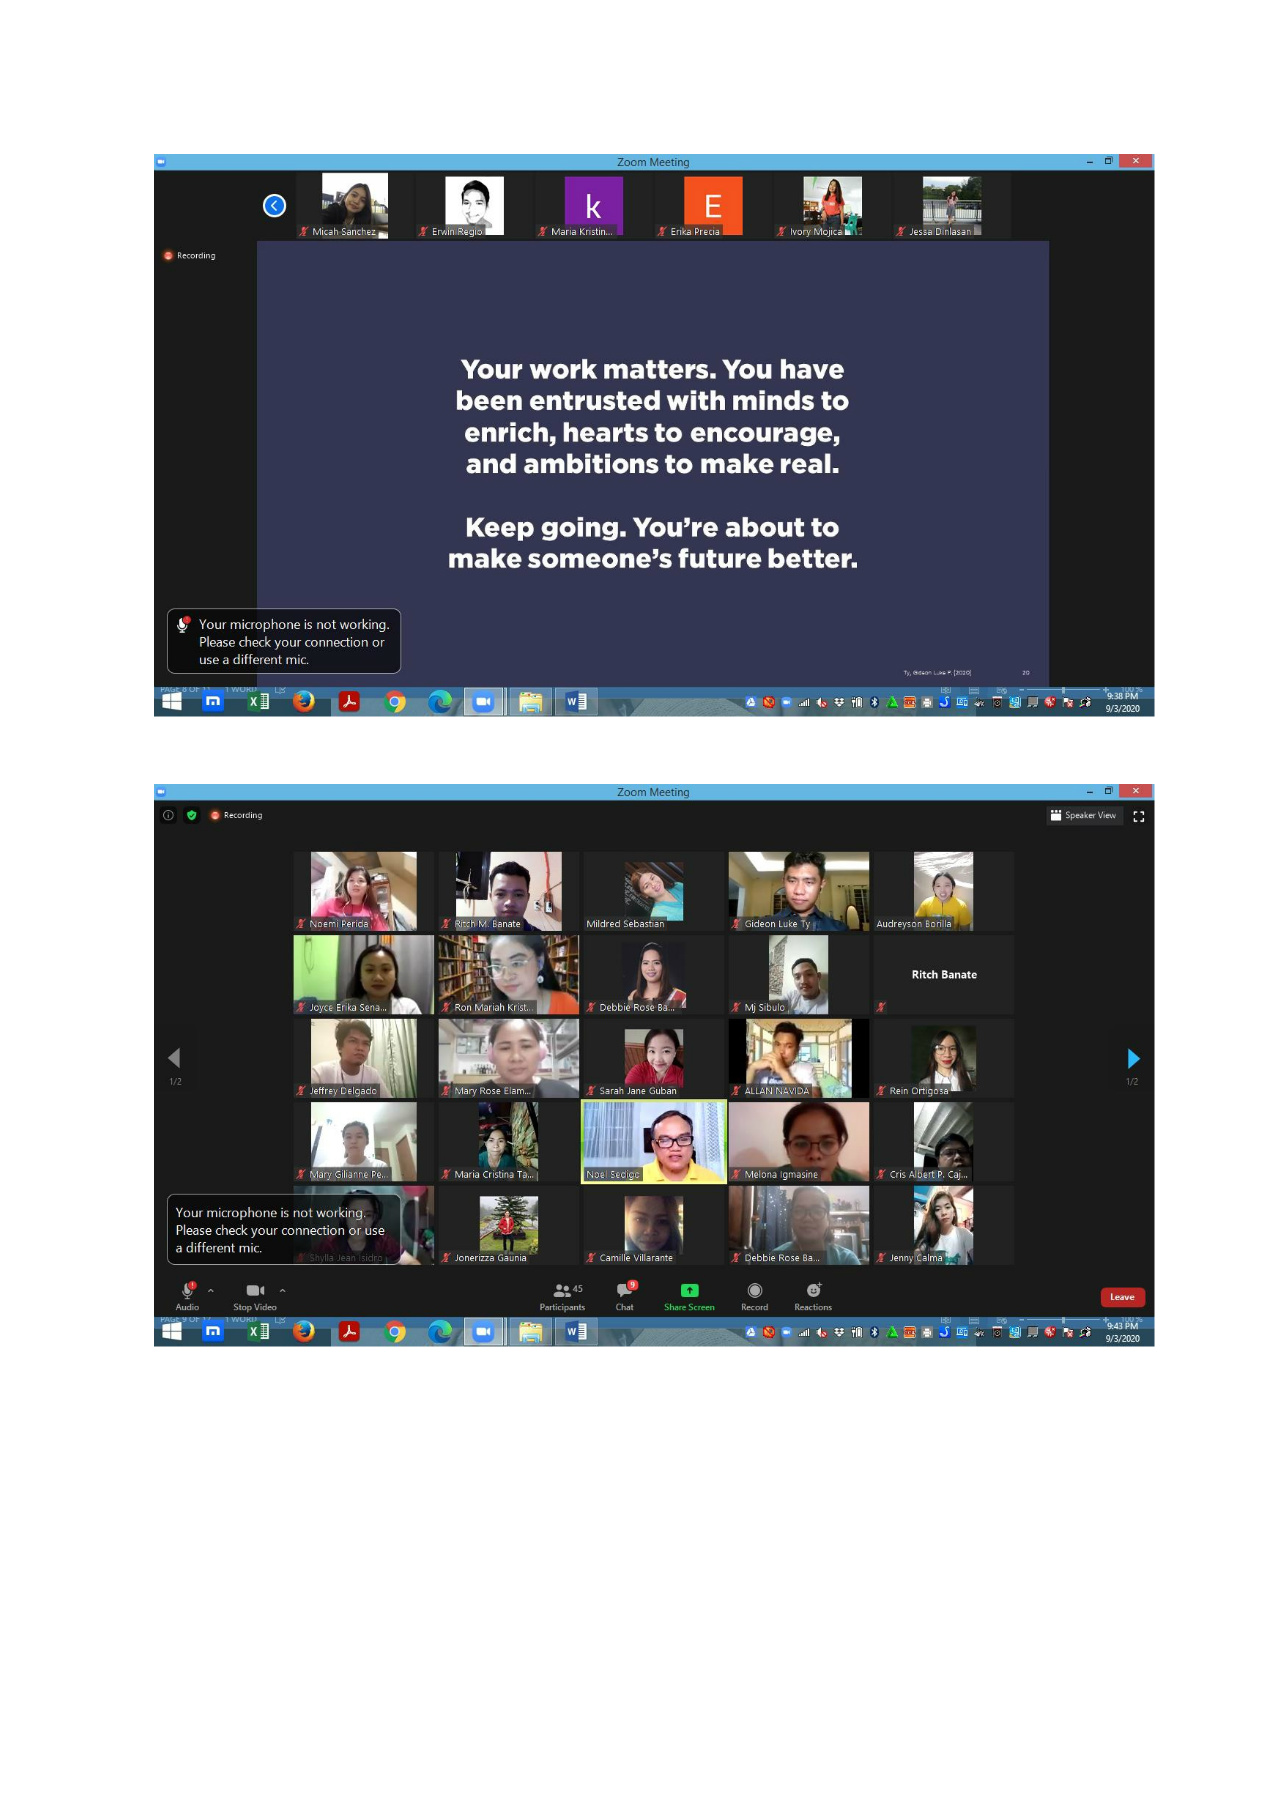 Zoom Meeting
Micah Sanchez
Erwin Regio
Maria Kristin...
Erika Precia
Ivory Mojica
Jessa Dinlasan
k
E
Recording
Your work matters. You have
been entrusted with minds to
enrich, hearts to encourage,
and ambitions to make real.
Keep going. You're about to
make someone's future better.
Your microphone is not working.
Please check your connection or
use a different mic.
Ty, Gideon Luke P. (2020)
20
9:38 PM
9/3/2020
Zoom Meeting
Recording
Speaker View
Noemi Perida
Ritch M. Banate
Mildred Sebastian
Gideon Luke Ty
Audreyson Borilla
Joyce Erika Sena...
Ron Mariah Krist...
Debbie Rose Ba...
Mj Sibulo
Ritch Banate
Jeffrey Delgado
Mary Rose Elam...
Sarah Jane Guban
ALLAN NAVIDA
Rein Ortigosa
1/2
1/2
Mary Gilianne Pe...
Maria Cristina Ta...
Noel Sedigo
Melona Igmasine
Cris Albert P. Caj...
Your microphone is not working.
Please check your connection or use
a different mic.
Shylla Jean Isidro
Jonerizza Gaunia
Camille Villarante
Debbie Rose Ba...
Jenny Calma
45
9
Audio
Stop Video
Participants
Chat
Share Screen
Record
Reactions
Leave
9:43 PM
9/3/2020